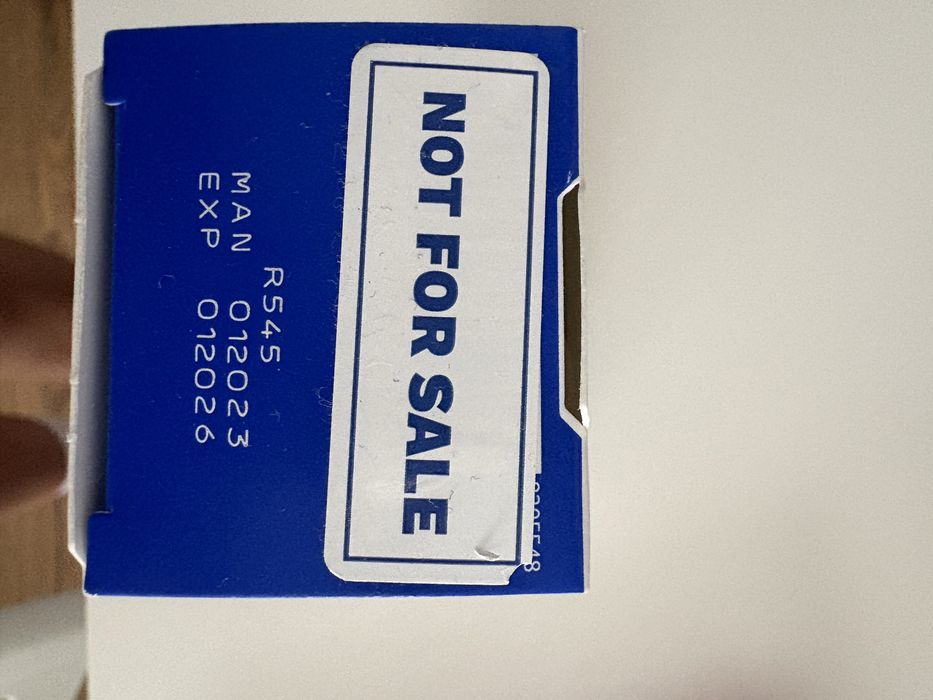 NOT FOR SALE
R545
MAN 012023
EXP 012026